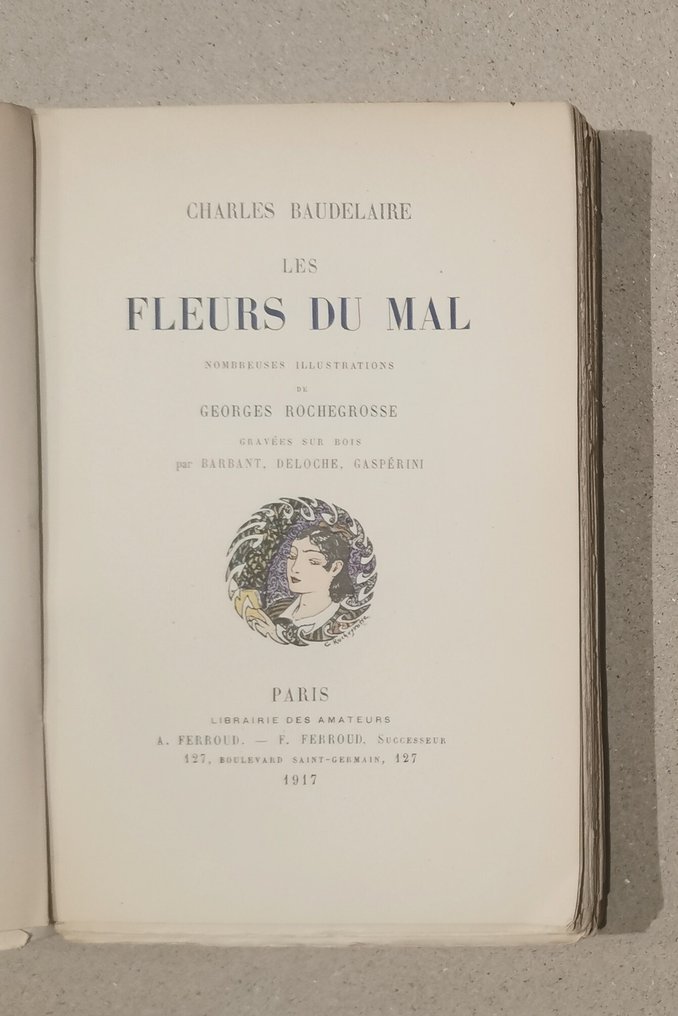 CHARLES BAUDELAIRE
LES
FLEURS DU MAL
NOMBREUSES ILLUSTRATIONS
DE
GEORGES ROCHEGROSSE
GRAVÉES SUR BOIS
par BARBANT, DELOCHE, GASPÉRINI
G. Rochegrosse
PARIS
LIBRAIRIE DES AMATEURS
A. FERROUD. — F. FERROUD, SUCCESSEUR
127, BOULEVARD SAINT-GERMAIN, 127
1917